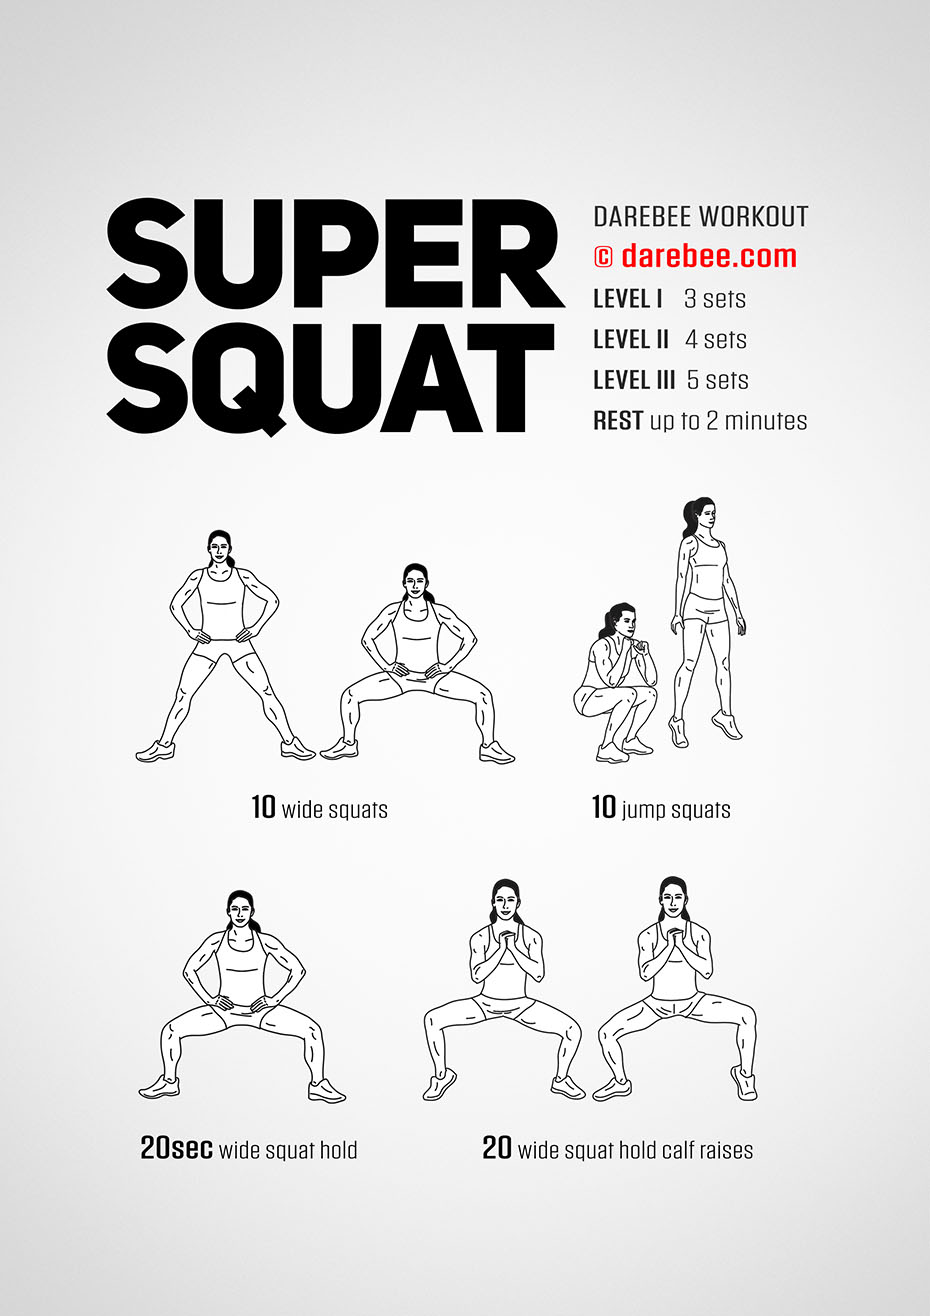 SUPER
SQUAT
DAREBEE WORKOUT
© darebee.com
LEVEL I 3 sets
LEVEL II 4 sets
LEVEL III 5 sets
REST up to 2 minutes
10 wide squats
10 jump squats
20sec wide squat hold
20 wide squat hold calf raises